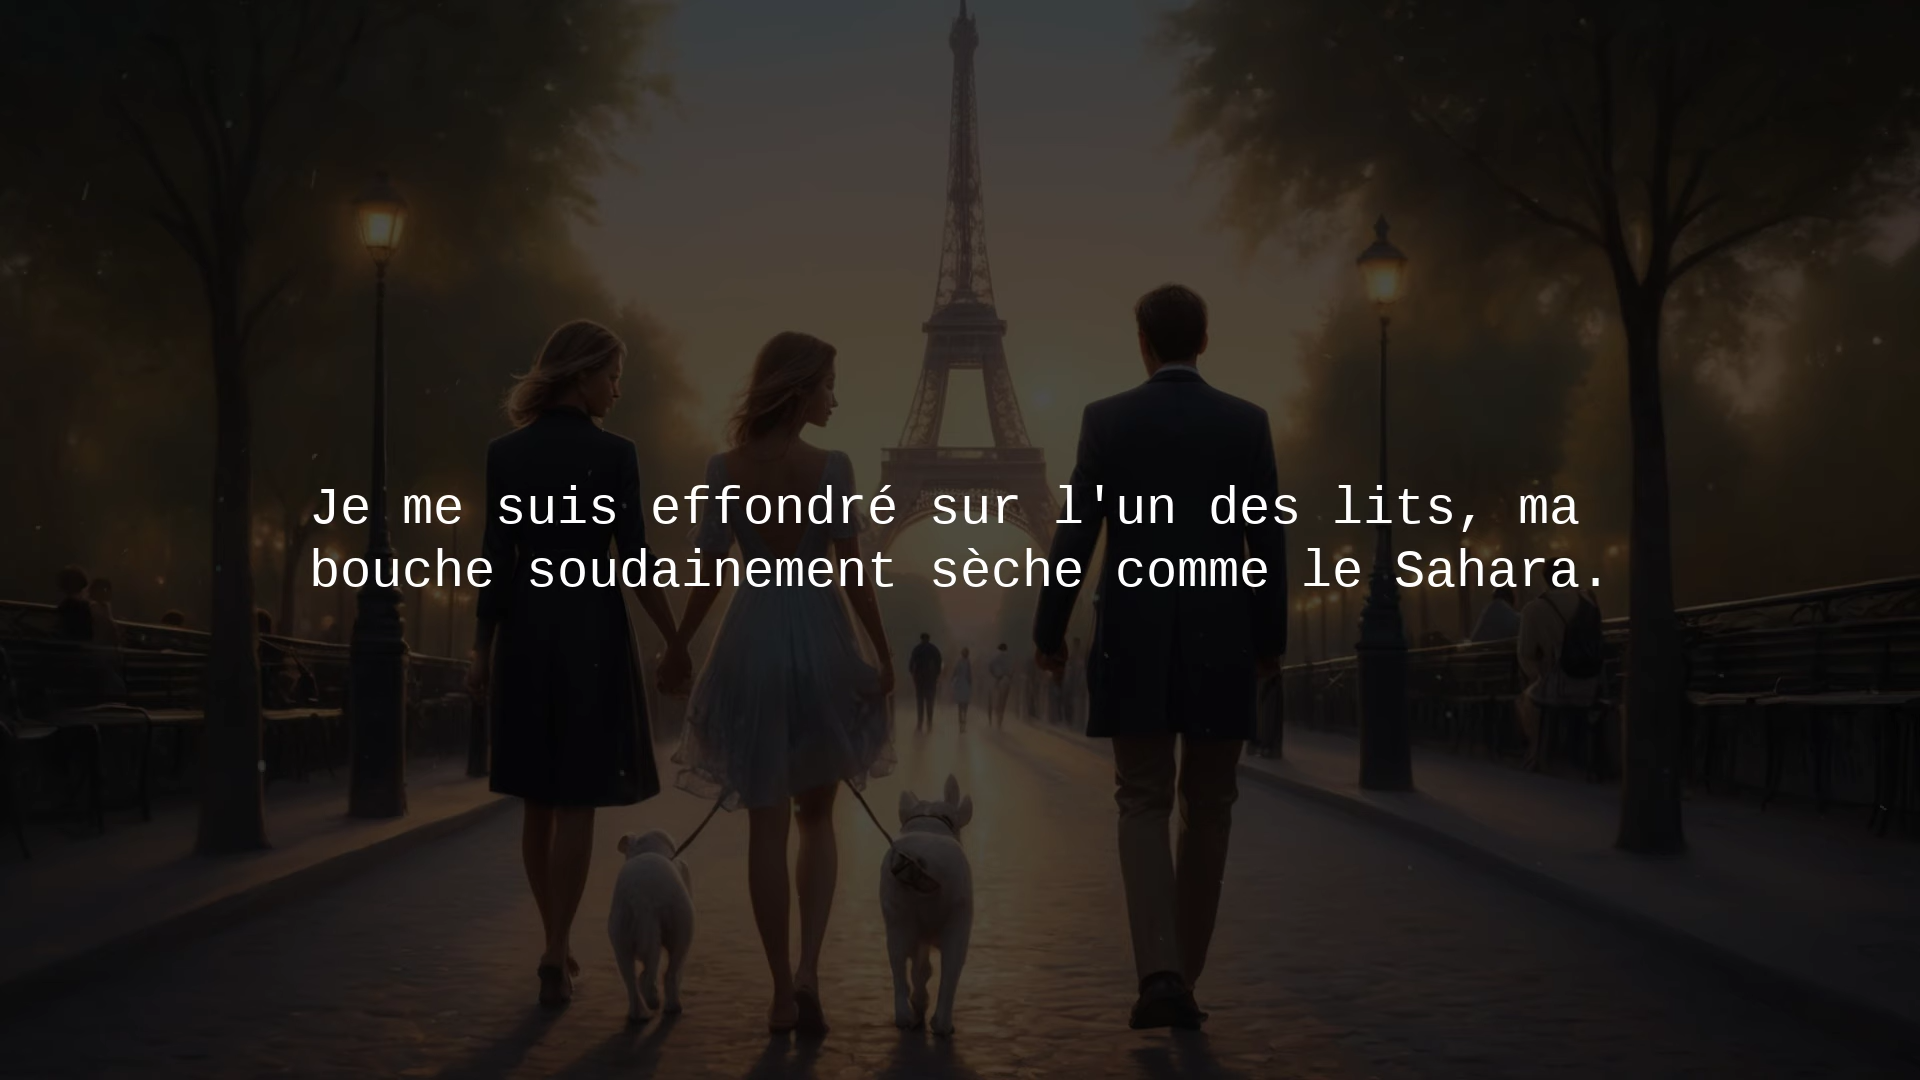 Je me suis effondré sur l'un des lits, ma
bouche soudainement sèche comme le Sahara.